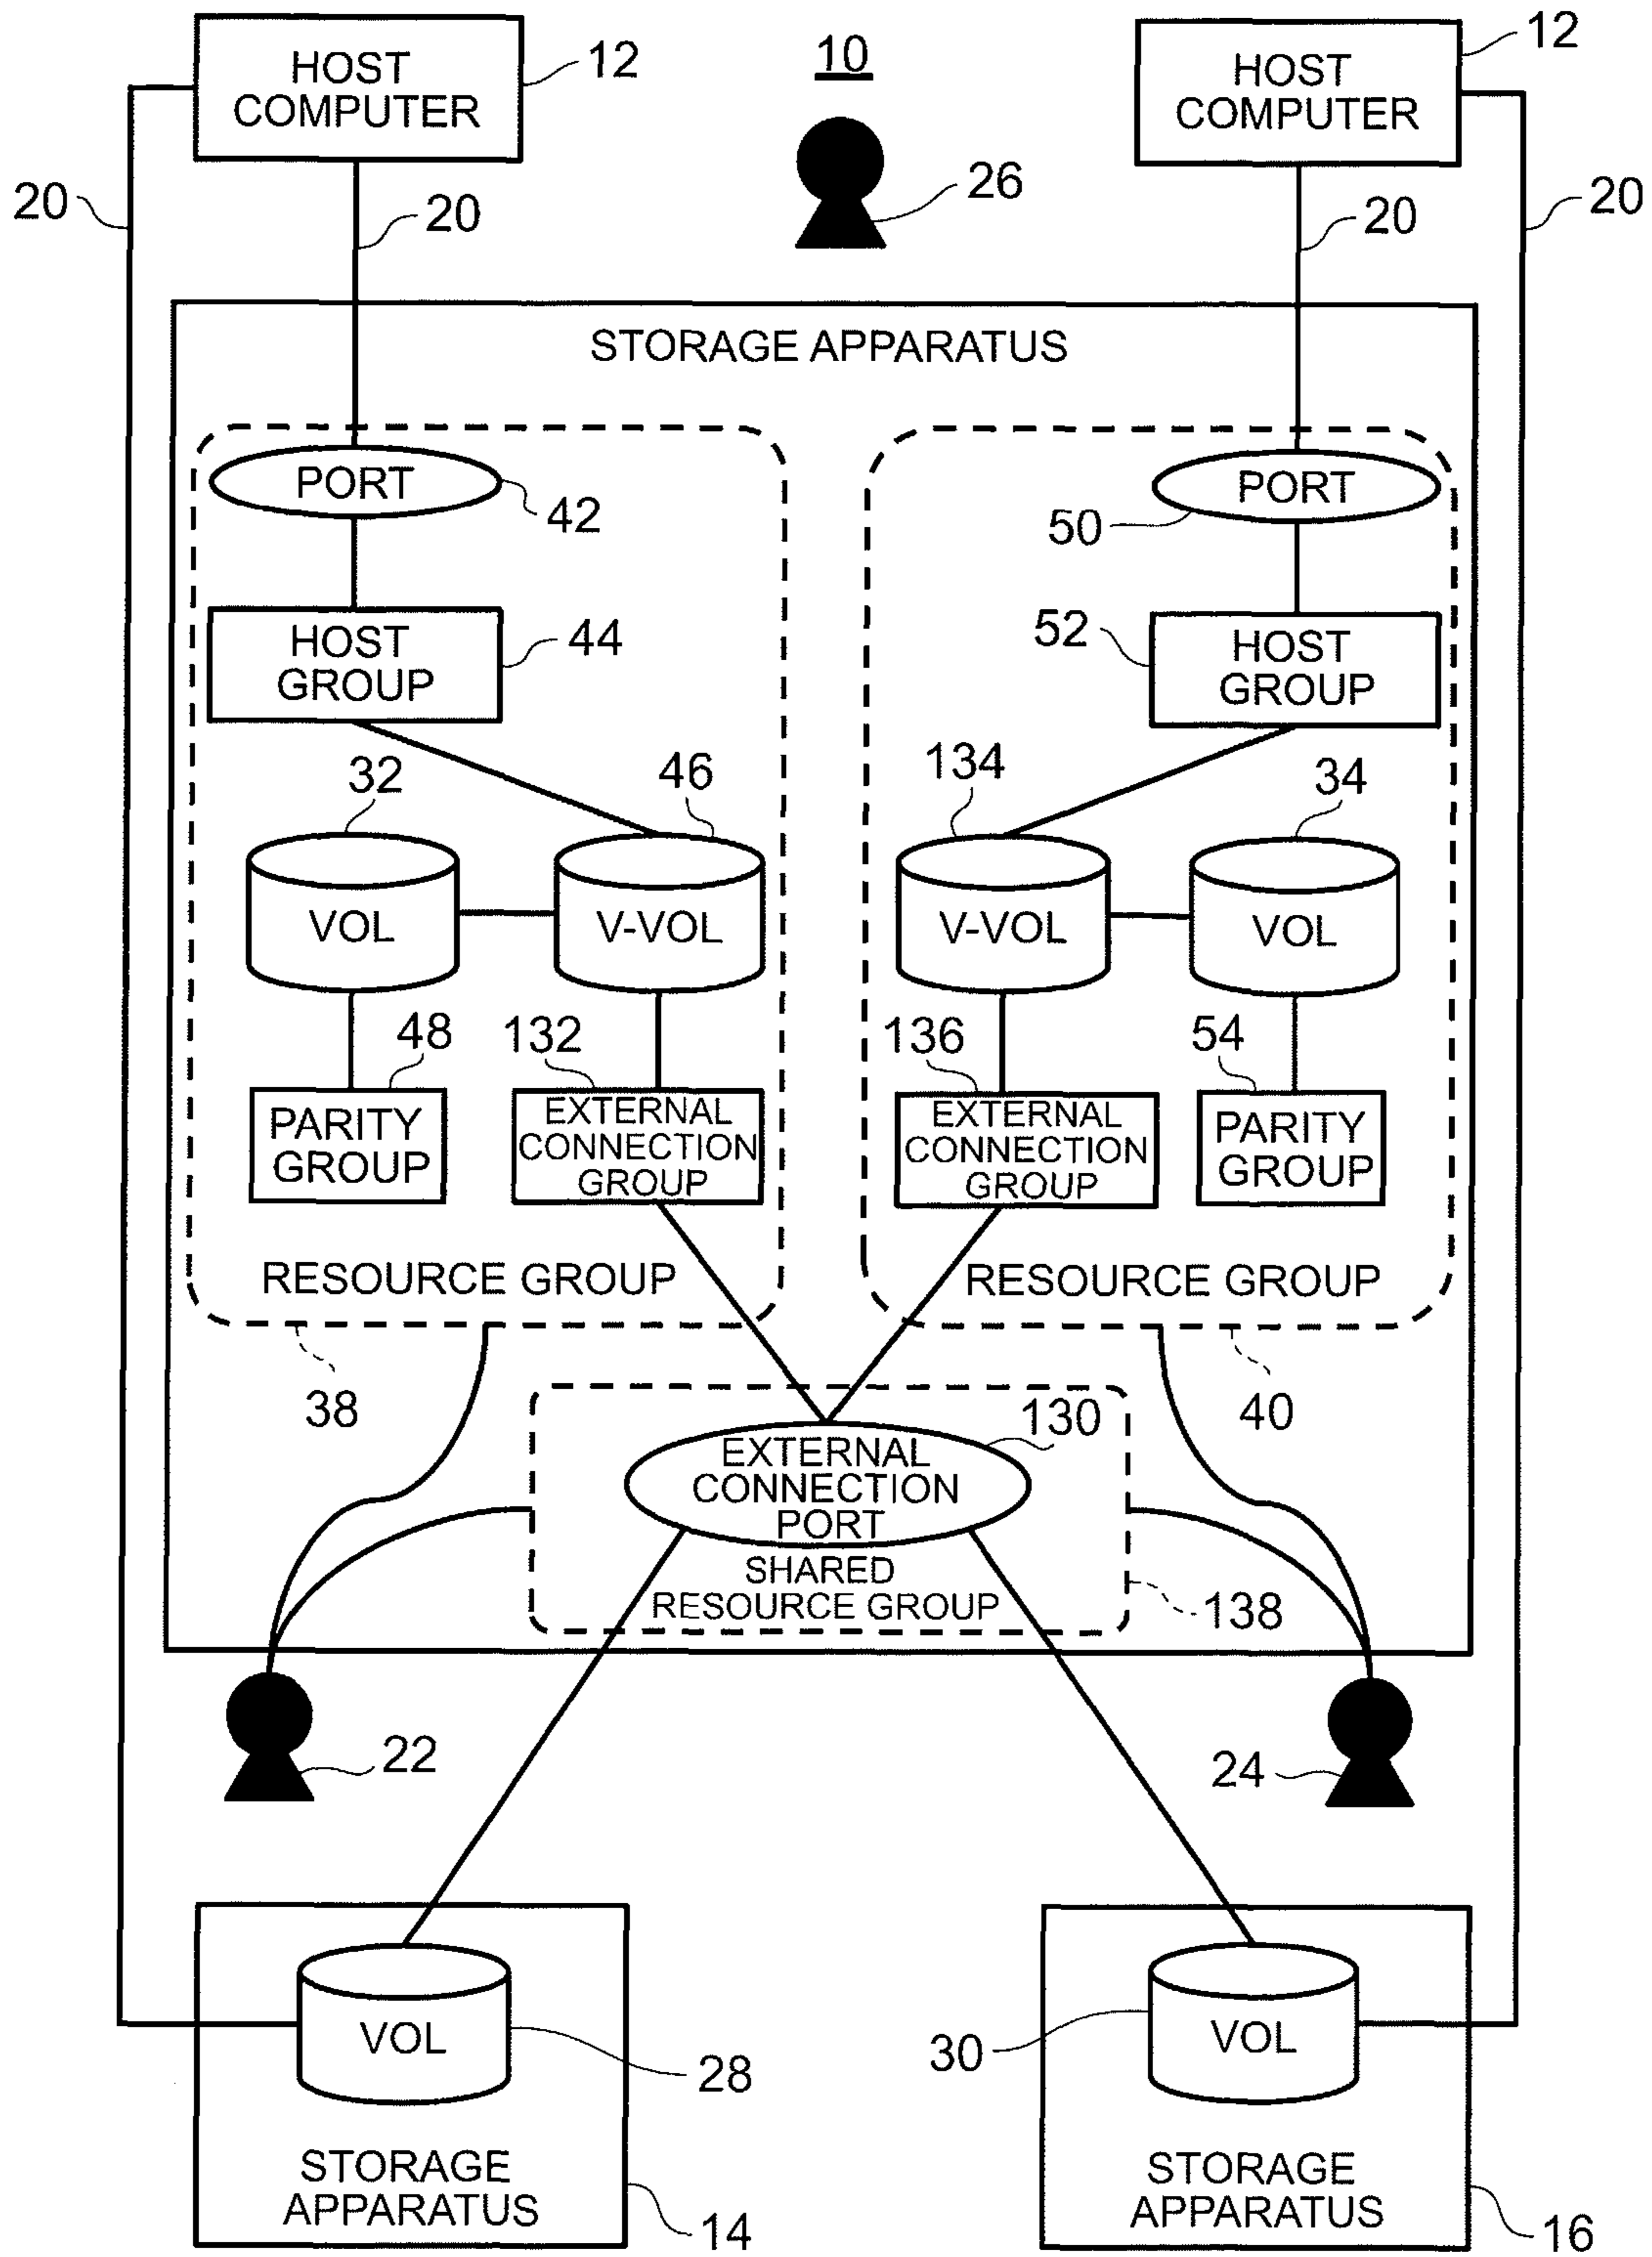 10
HOST
COMPUTER
12
HOST
COMPUTER
12
26
20
20
20
20
STORAGE APPARATUS
PORT
42
PORT
50
HOST
GROUP
44
HOST
GROUP
52
32
46
134
34
VOL
V-VOL
V-VOL
VOL
48
132
136
54
PARITY
GROUP
EXTERNAL
CONNECTION
GROUP
EXTERNAL
CONNECTION
GROUP
PARITY
GROUP
RESOURCE GROUP
RESOURCE GROUP
38
40
130
EXTERNAL
CONNECTION
PORT
SHARED
RESOURCE GROUP
138
22
24
VOL
28
30
VOL
STORAGE
APPARATUS
14
STORAGE
APPARATUS
16